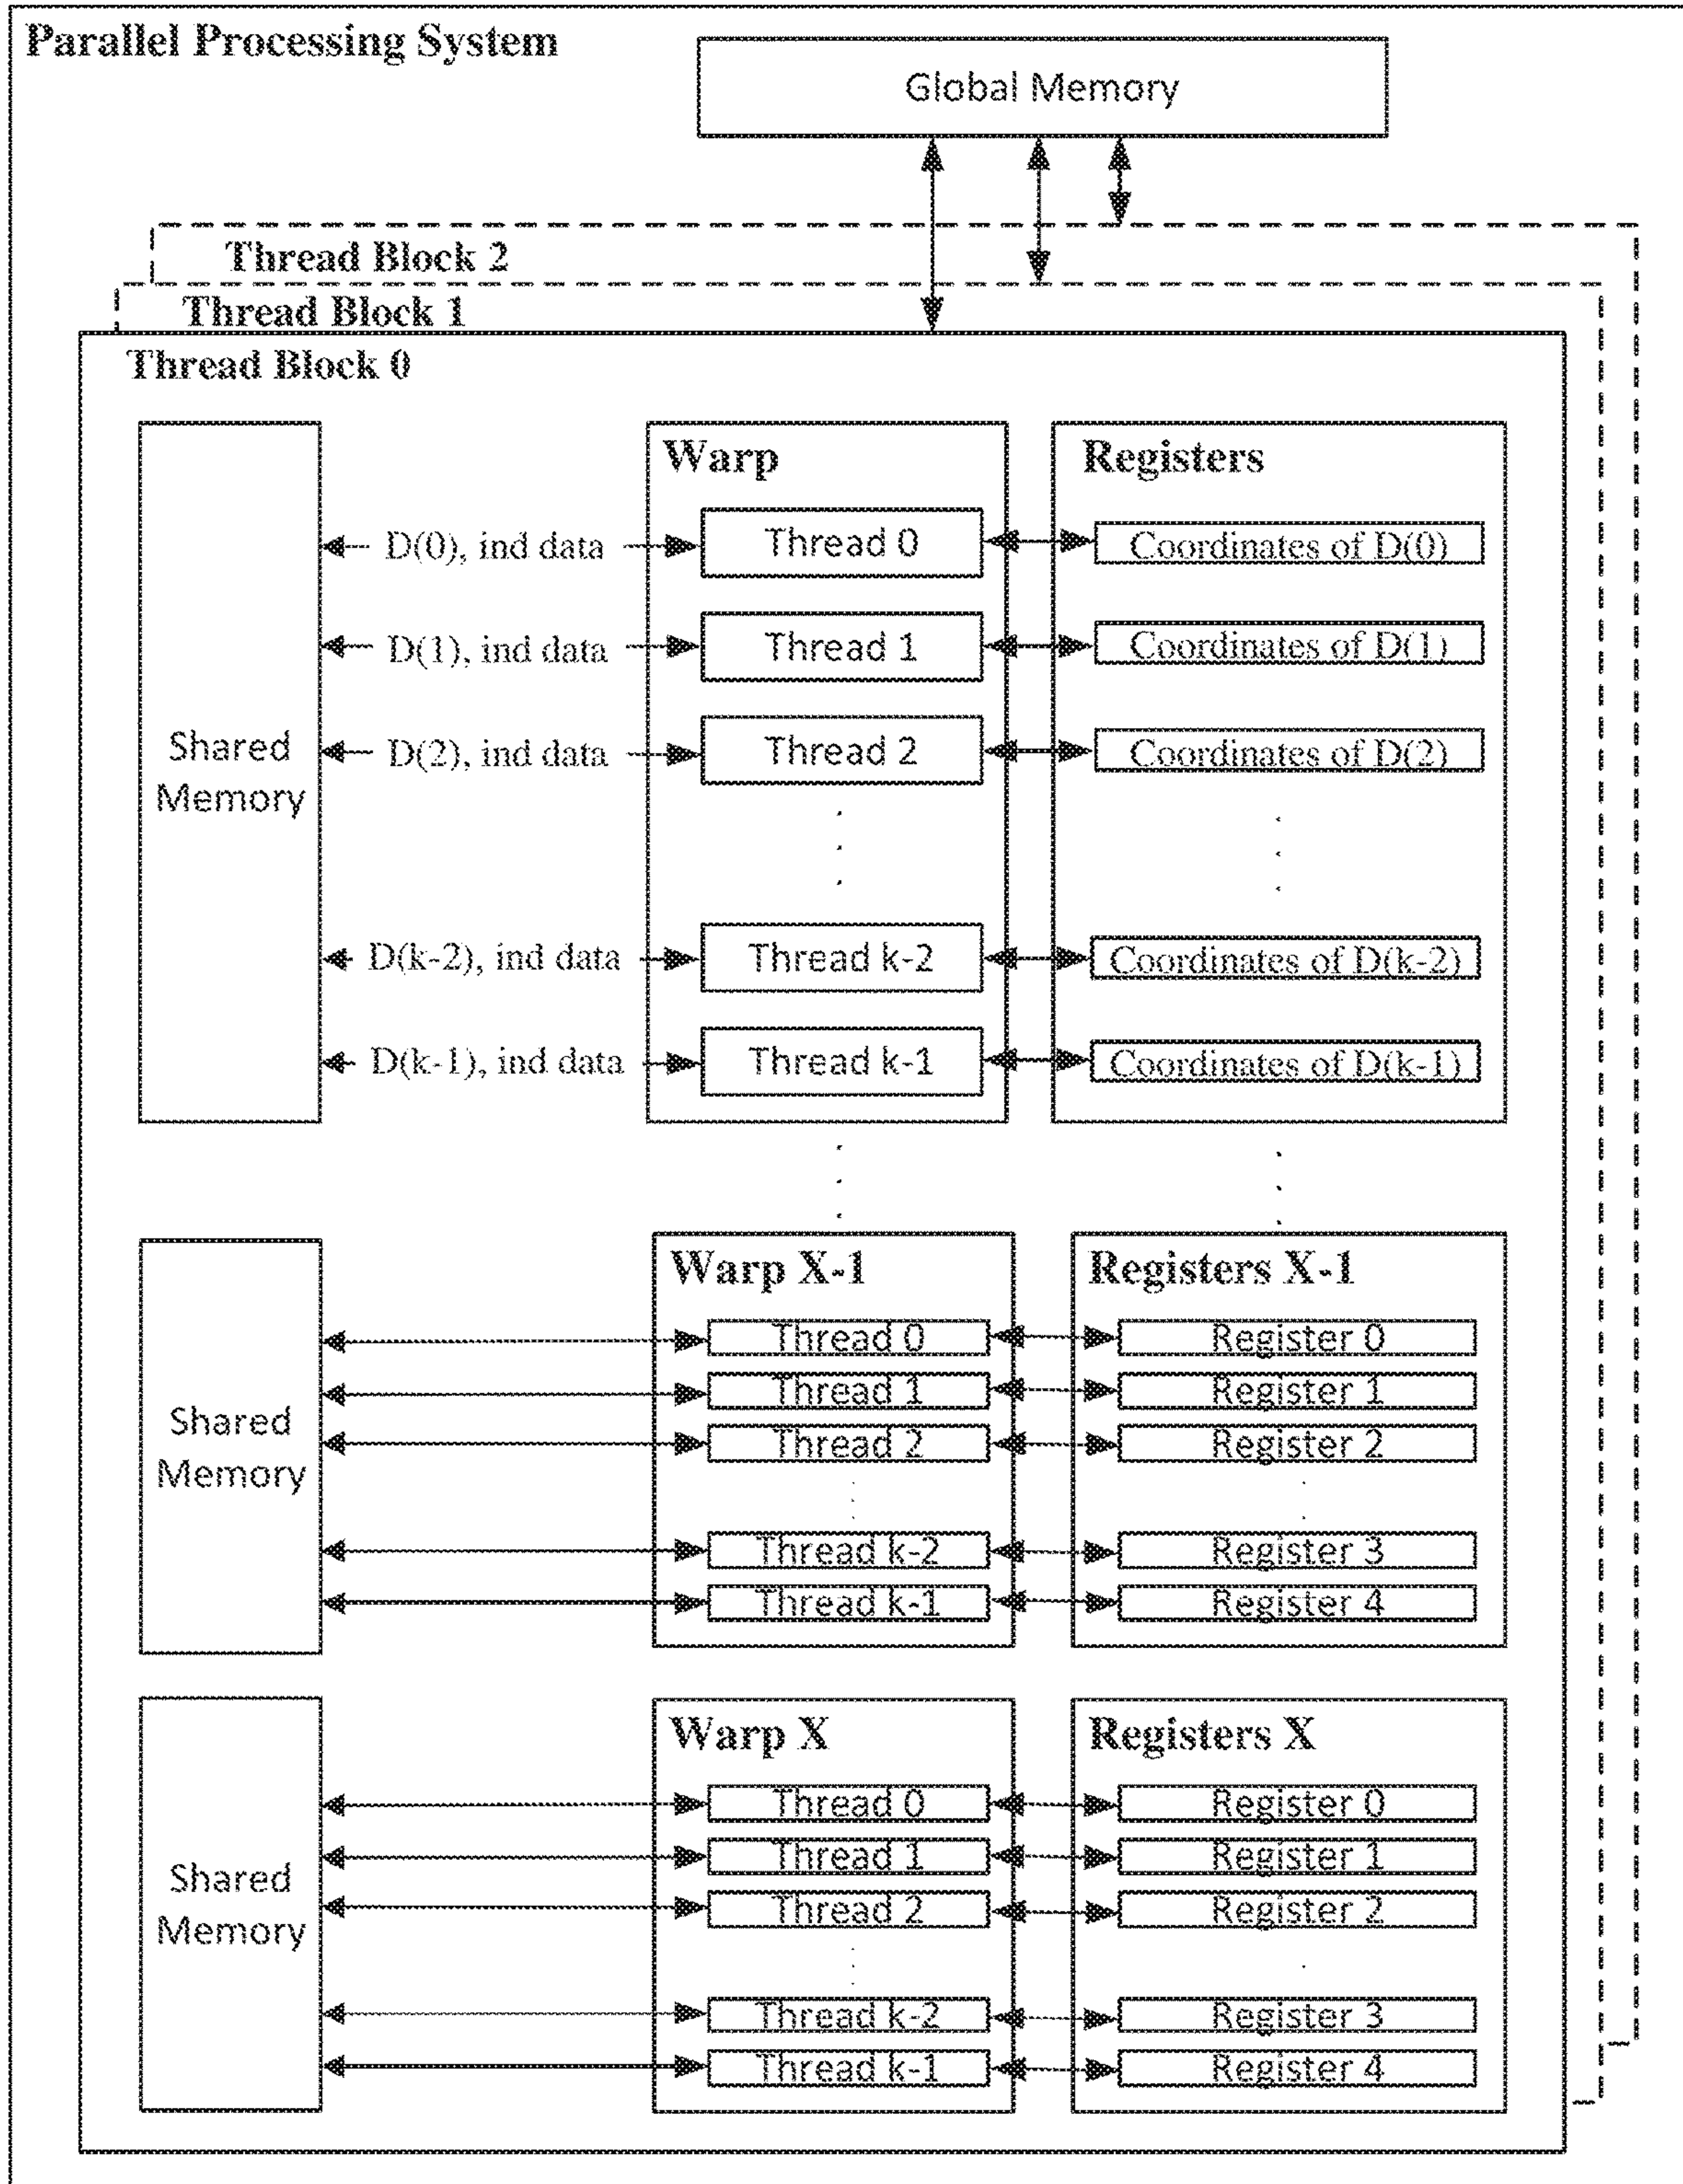 Parallel Processing System
Global Memory
Thread Block 2
Thread Block 1
Thread Block 0
Warp
Registers
D(0), ind data
Thread 0
Coordinates of D(0)
D(1), ind data
Thread 1
Coordinates of D(1)
Shared
Memory
D(2), ind data
Thread 2
Coordinates of D(2)
D(k-2), ind data
Thread k-2
Coordinates of D(k-2)
D(k-1), ind data
Thread k-1
Coordinates of D(k-1)
Warp X-1
Registers X-1
Thread 0
Register 0
Thread 1
Register 1
Shared
Memory
Thread 2
Register 2
Thread k-2
Register 3
Thread k-1
Register 4
Warp X
Registers X
Thread 0
Register 0
Thread 1
Register 1
Shared
Memory
Thread 2
Register 2
Thread k-2
Register 3
Thread k-1
Register 4